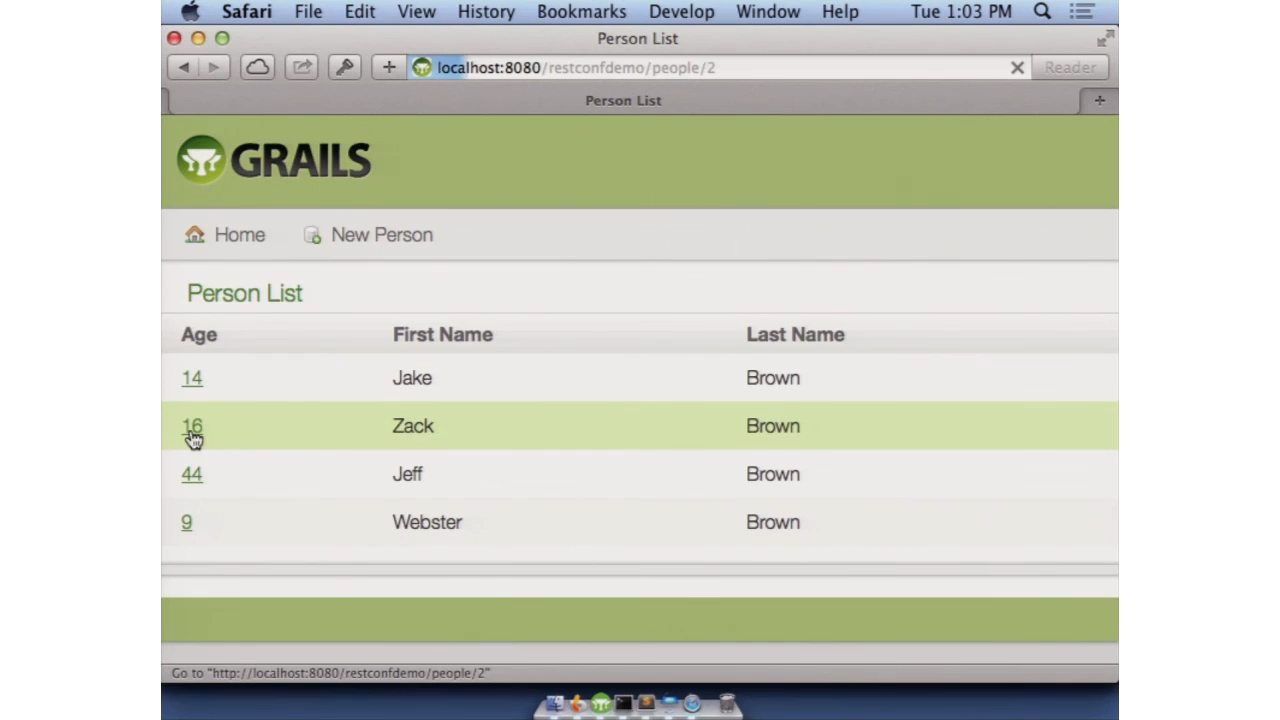 Safari File Edit View History Bookmarks Develop Window Help Tue 1:03 PM
Person List
localhost:8080/restconfdemo/people/2 Reader
Person List
GRAILS
Home New Person
Person List
Age First Name Last Name
14 Jake Brown
16 Zack Brown
44 Jeff Brown
9 Webster Brown
Go to "http://localhost:8080/restconfdemo/people/2"